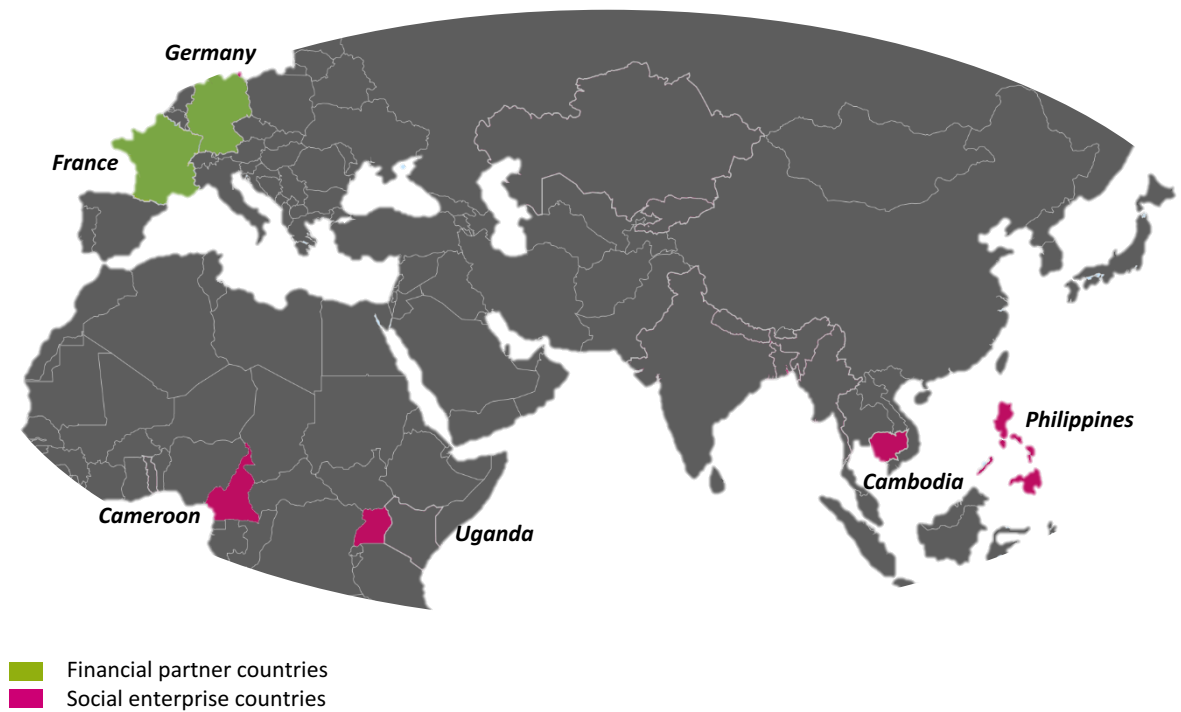 Germany
France
Philippines
Cambodia
Cameroon
Uganda
Financial partner countries
Social enterprise countries